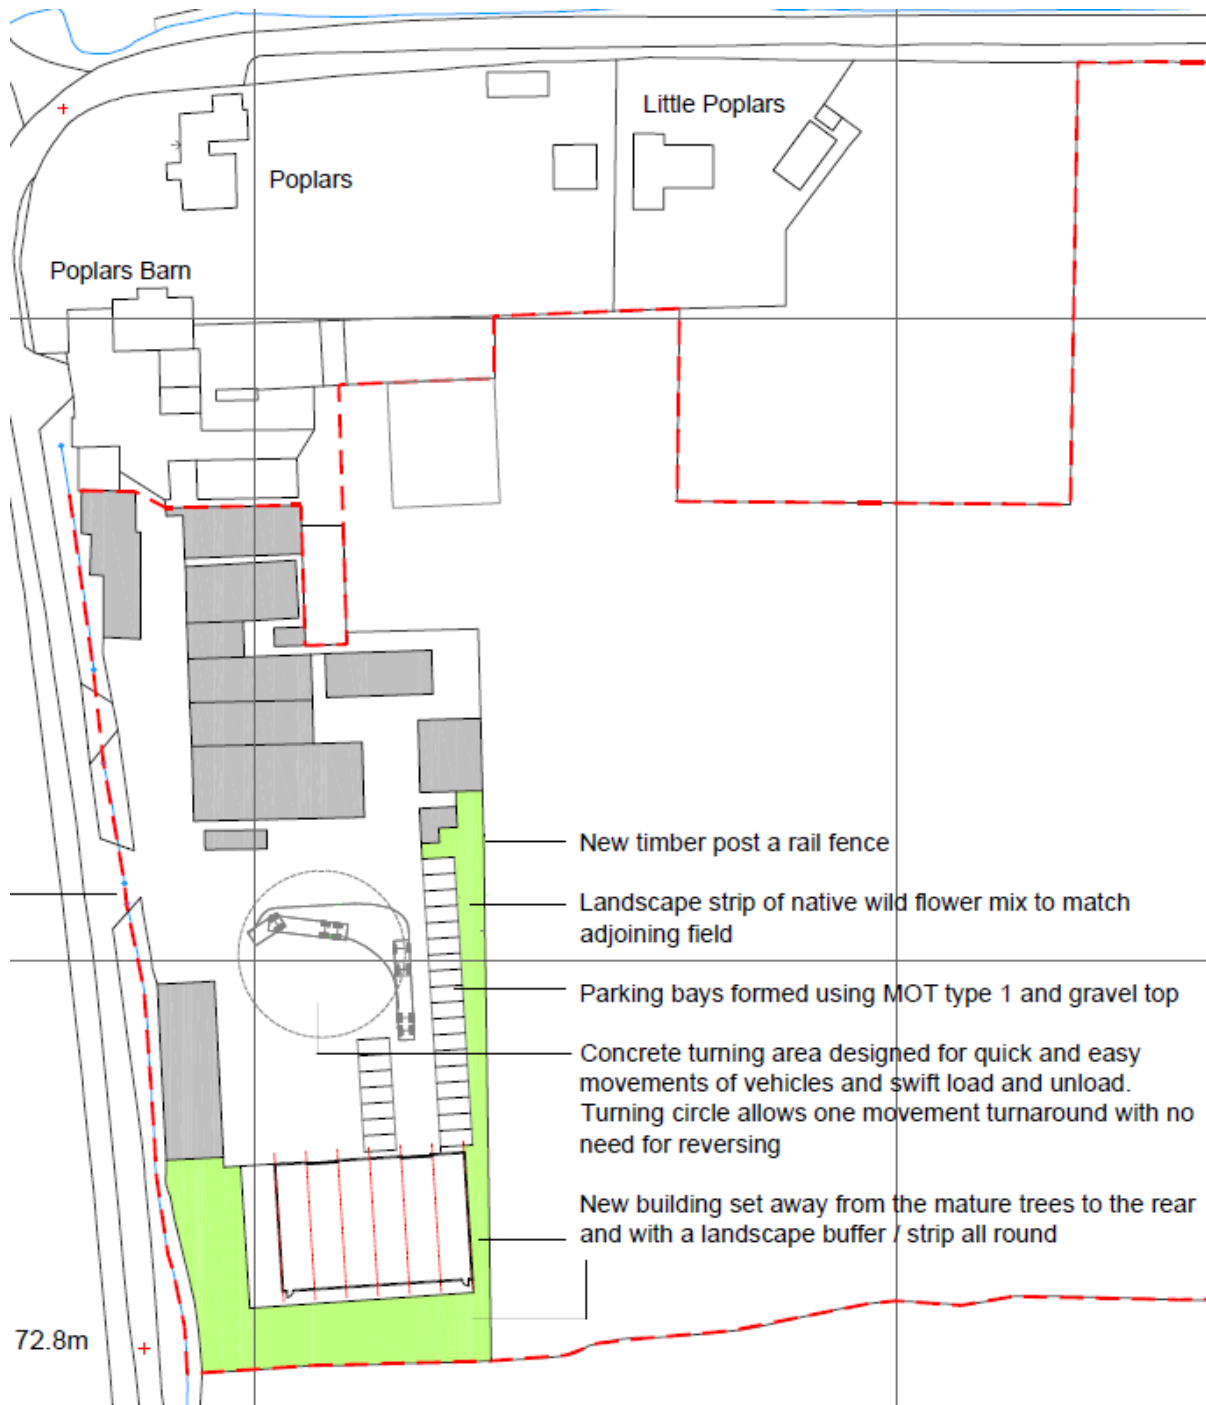 Little Poplars
Poplars
Poplars Barn
New timber post a rail fence
Landscape strip of native wild flower mix to match
adjoining field
Parking bays formed using MOT type 1 and gravel top
Concrete turning area designed for quick and easy
movements of vehicles and swift load and unload.
Turning circle allows one movement turnaround with no
need for reversing
New building set away from the mature trees to the rear
and with a landscape buffer / strip all round
72.8m